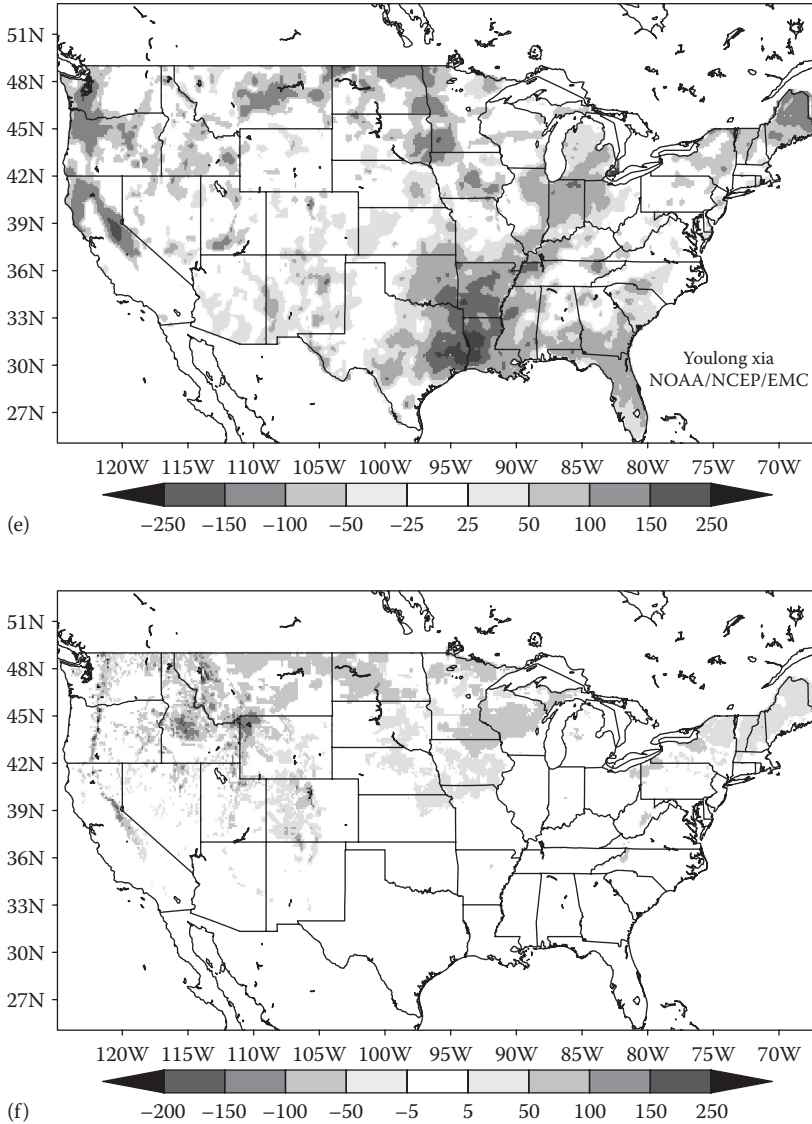 51N
48N
45N
42N
39N
36N
33N
30N
27N
Youlong xia
NOAA/NCEP/EMC
120W 115W 110W 105W 100W 95W 90W 85W 80W 75W 70W
(e)
−250 −150 −100 −50 −25 25 50 100 150 250
51N
48N
45N
42N
39N
36N
33N
30N
27N
120W 115W 110W 105W 100W 95W 90W 85W 80W 75W 70W
(f)
−200 −150 −100 −50 −5 5 50 100 150 250